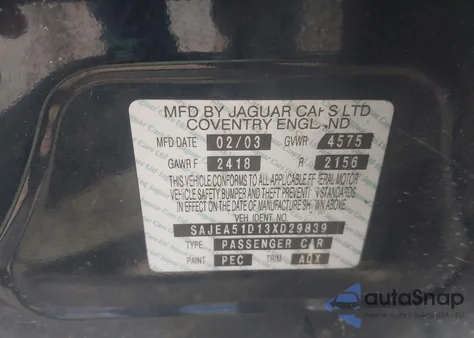 MFD BY JAGUAR CARS LTD
COVENTRY ENGLAND
MFD DATE 02/03 GVWR 4575
GAWR F 2418 R 2156
THIS VEHICLE CONFORMS TO ALL APPLICABLE FEDERAL MOTOR
VEHICLE SAFETY BUMPER AND THEFT PREVENTION STANDARDS
IN EFFECT ON THE DATE OF MANUFACTURE SHOWN ABOVE.
VEH IDENT NO.
SAJEA51D13XD29839
TYPE PASSENGER CAR
PAINT PEC TRIM AOX
autoSnap